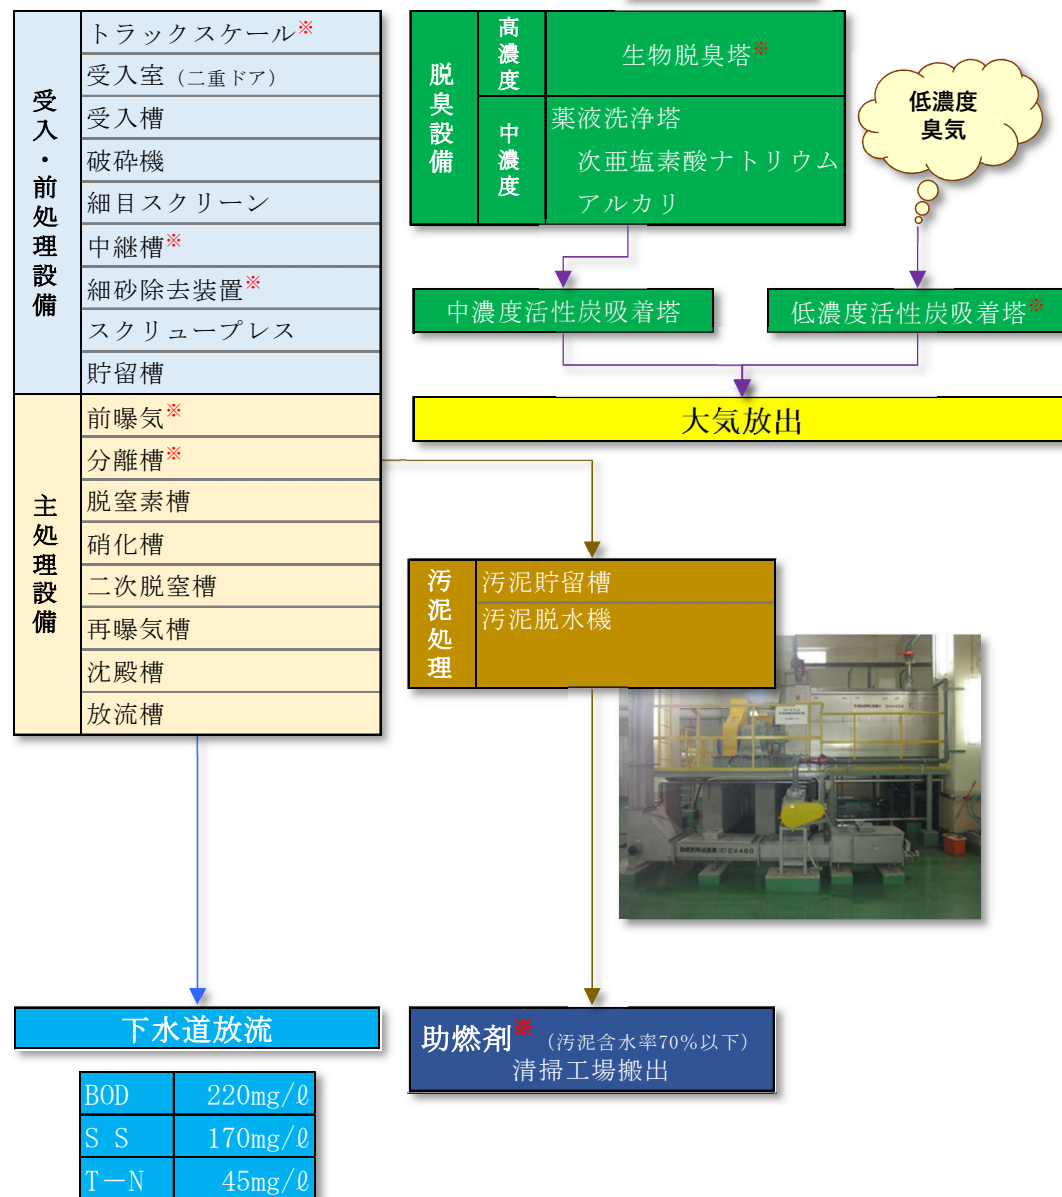 受入・前処理設備
トラックスケール※
受入室（二重ドア）
受入槽
破砕機
細目スクリーン
中継槽※
細砂除去装置※
スクリュープレス
貯留槽
主処理設備
前曝気※
分離槽※
脱窒素槽
硝化槽
二次脱窒槽
再曝気槽
沈殿槽
放流槽
脱臭設備
高濃度
生物脱臭塔※
中濃度
薬液洗浄塔
次亜塩素酸ナトリウム
アルカリ
低濃度
臭気
中濃度活性炭吸着塔
低濃度活性炭吸着塔※
大気放出
汚泥処理
汚泥貯留槽
汚泥脱水機
下水道放流
助燃剤※（汚泥含水率70％以下）
清掃工場搬出
BOD 220mg/ℓ
S S 170mg/ℓ
T－N 45mg/ℓ